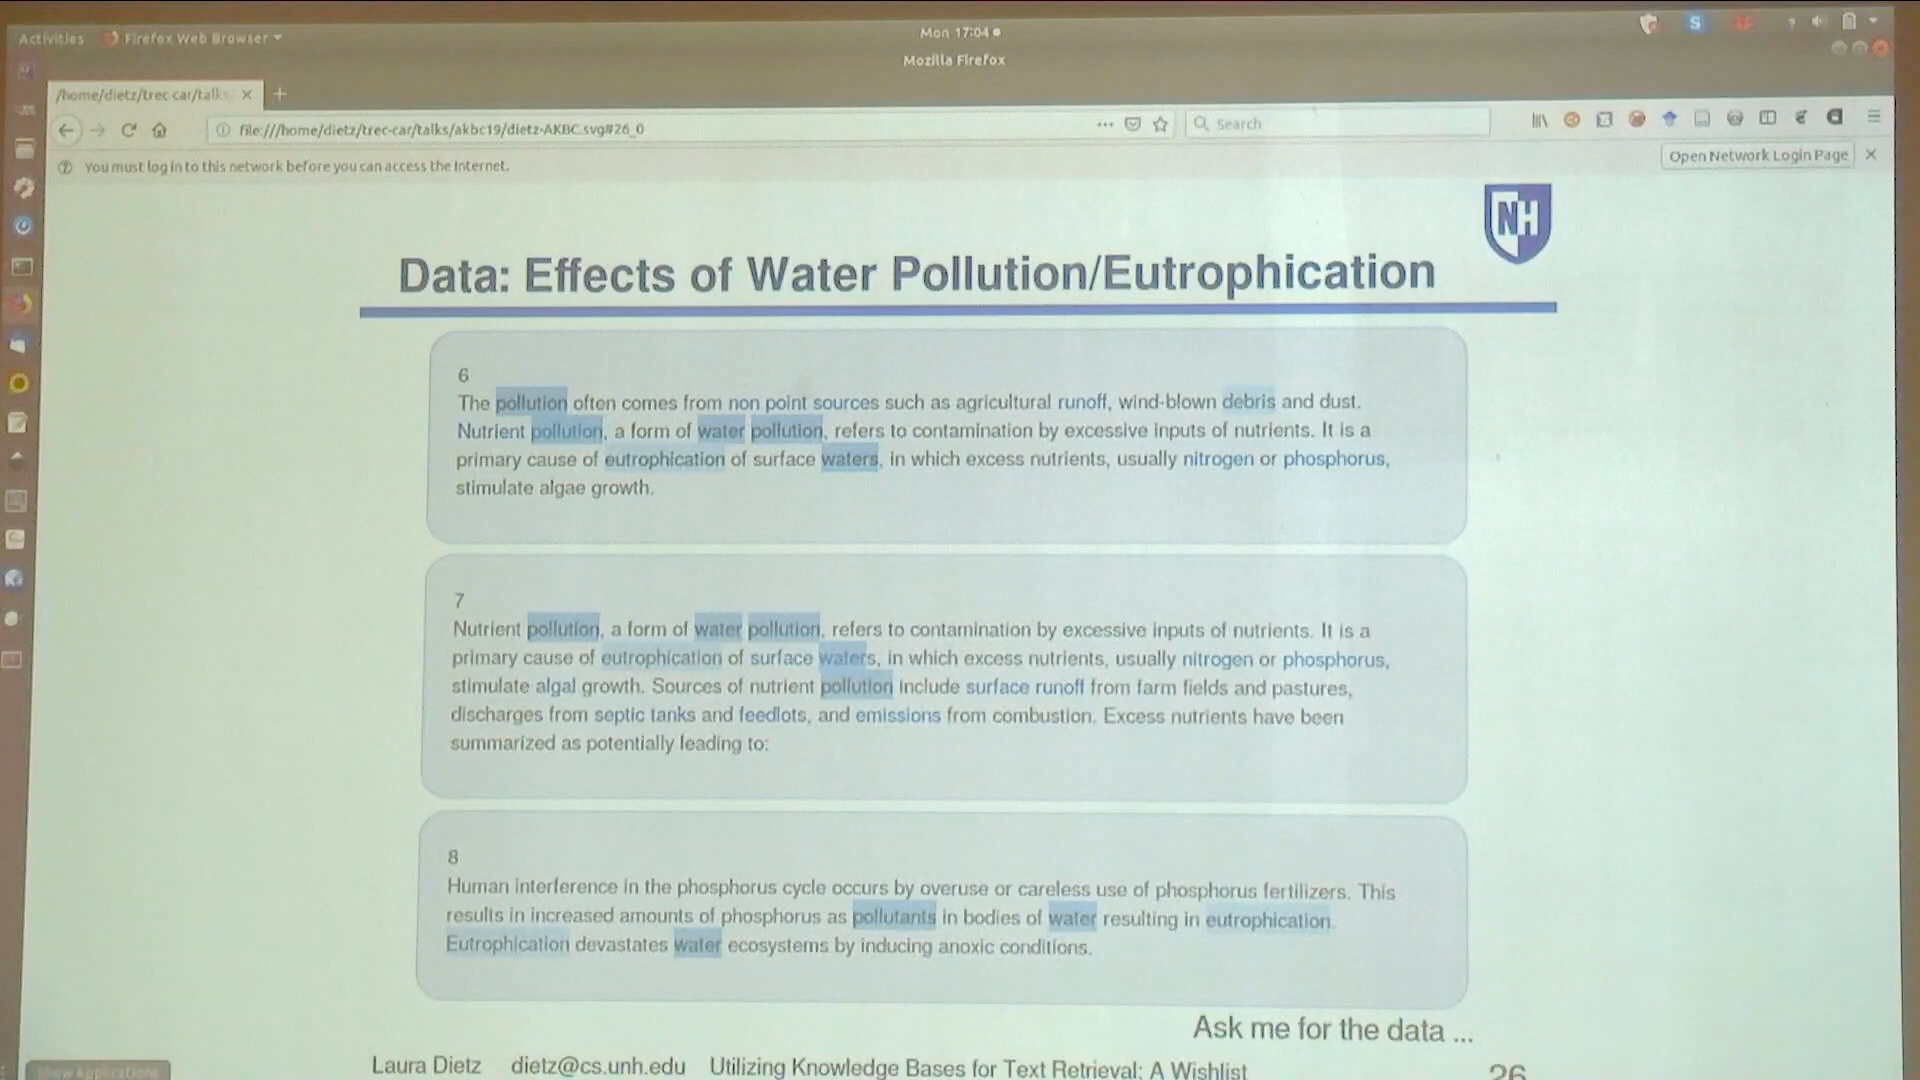 Activities Firefox Web Browser
Mon 17:04
Mozilla Firefox
/home/dietz/trec-car/talks
file:///home/dietz/trec-car/talks/akbc19/dietz-AKBC.svg#26_0
Search
You must log in to this network before you can access the Internet.
Open Network Login Page
NH
Data: Effects of Water Pollution/Eutrophication
6
The pollution often comes from non point sources such as agricultural runoff, wind-blown debris and dust.
Nutrient pollution, a form of water pollution, refers to contamination by excessive inputs of nutrients. It is a
primary cause of eutrophication of surface waters, in which excess nutrients, usually nitrogen or phosphorus,
stimulate algae growth.
7
Nutrient pollution, a form of water pollution, refers to contamination by excessive inputs of nutrients. It is a
primary cause of eutrophication of surface waters, in which excess nutrients, usually nitrogen or phosphorus,
stimulate algal growth. Sources of nutrient pollution include surface runoff from farm fields and pastures,
discharges from septic tanks and feedlots, and emissions from combustion. Excess nutrients have been
summarized as potentially leading to:
8
Human interference in the phosphorus cycle occurs by overuse or careless use of phosphorus fertilizers. This
results in increased amounts of phosphorus as pollutants in bodies of water resulting in eutrophication.
Eutrophication devastates water ecosystems by inducing anoxic conditions.
Ask me for the data ...
Laura Dietz dietz@cs.unh.edu Utilizing Knowledge Bases for Text Retrieval: A Wishlist
26
Show Applications